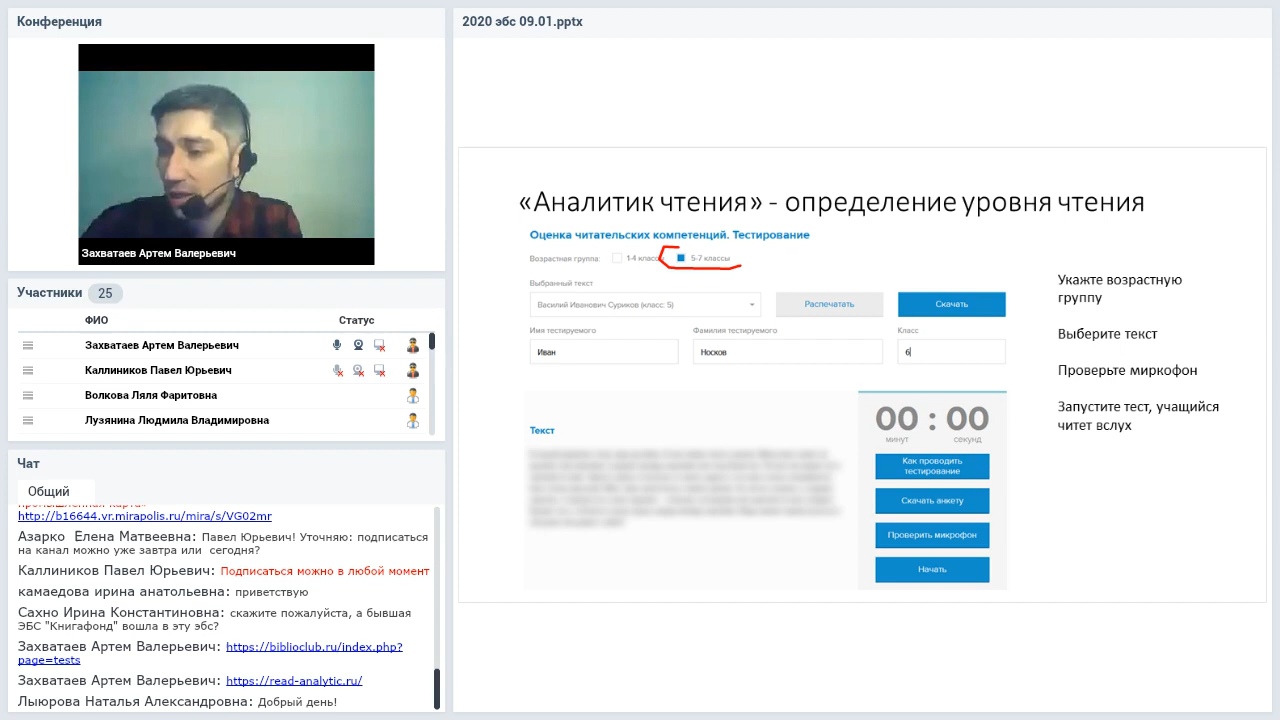 Конференция
Захватаев Артем Валерьевич
Участники 25
ФИО Статус
Захватаев Артем Валерьевич
Каллиников Павел Юрьевич
Волкова Ляля Фаритовна
Лузянина Людмила Владимировна
Чат
Общий
http://b16644.vr.mirapolis.ru/mira/s/VG02mr
Азарко Елена Матвеевна: Павел Юрьевич! Уточняю: подписаться
на канал можно уже завтра или сегодня?
Каллиников Павел Юрьевич: Подписаться можно в любой момент
камаедова ирина анатольевна: приветствую
Сахно Ирина Константиновна: скажите пожалуйста, а бывшая
ЭБС "Книгафонд" вошла в эту эбс?
Захватаев Артем Валерьевич: https://biblioclub.ru/index.php?
page=tests
Захватаев Артем Валерьевич: https://read-analytic.ru/
Лыюрова Наталья Александровна: Добрый день!
2020 эбс 09.01.pptx
«Аналитик чтения» - определение уровня чтения
Оценка читательских компетенций. Тестирование
Возрастная группа: 1-4 классы 5-7 классы
Выбранный текст
Василий Иванович Суриков (класс: 5) Распечатать Скачать
Имя тестируемого Фамилия тестируемого Класс
Иван Носков 6
Текст
00 : 00
минут секунд
Как проводить
тестирование
Скачать анкету
Проверить микрофон
Начать
Укажте возрастную
группу
Выберите текст
Проверьте миркофон
Запустите тест, учащийся
читет вслух